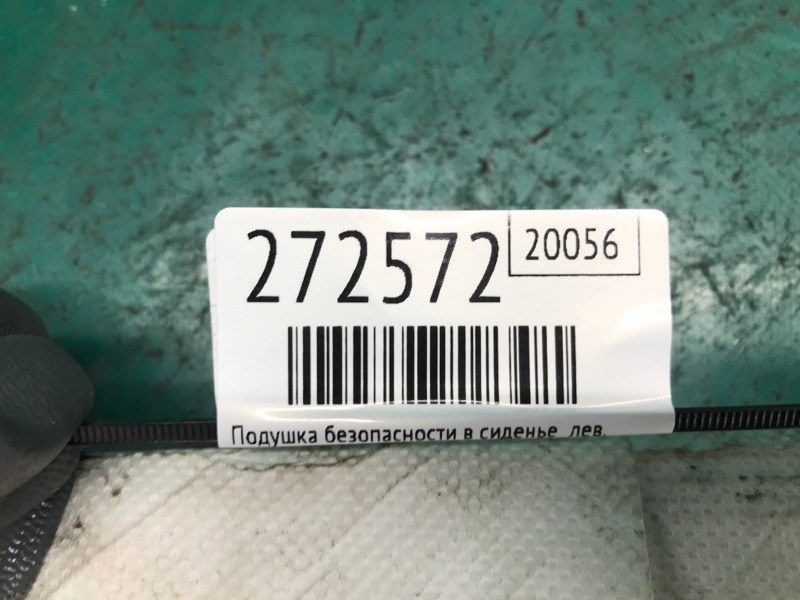 272572
20056
Подушка безопасности в сиденье лев.